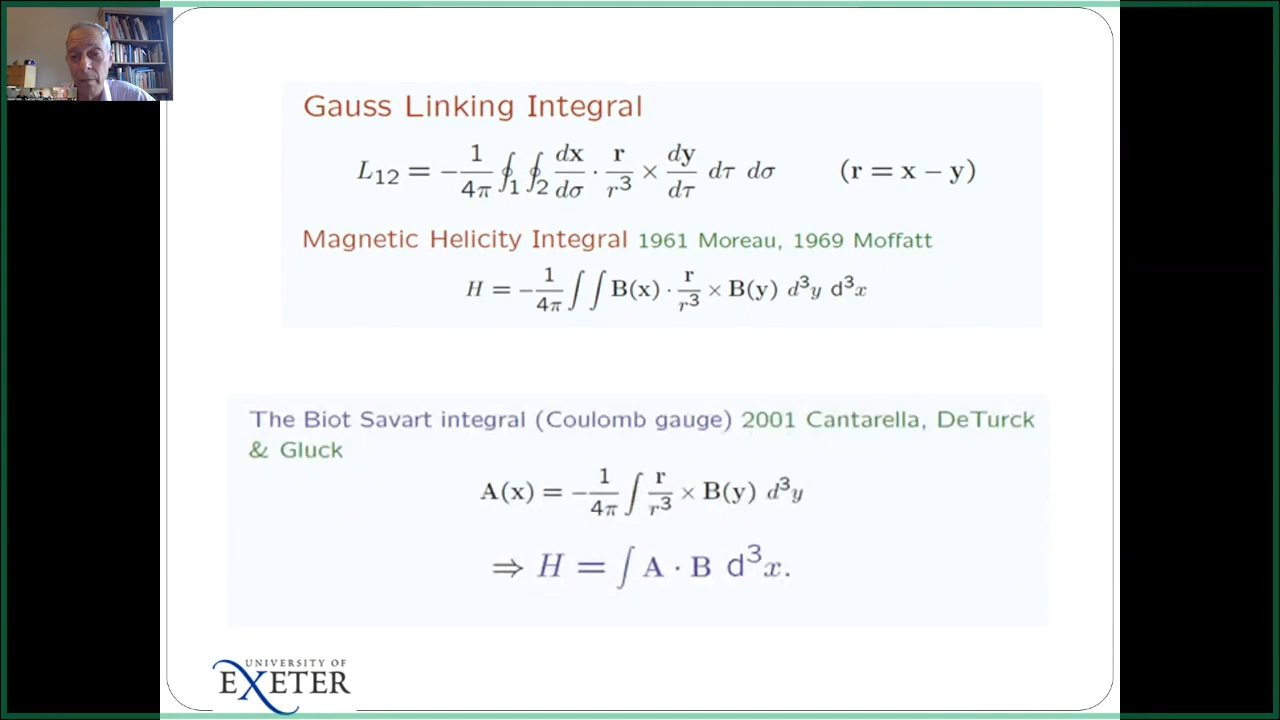 Gauss Linking Integral
L₁₂ = −1/4π ∮₁ ∮₂ dx/dσ · r/r³ × dy/dτ dτ dσ (r = x − y)
Magnetic Helicity Integral 1961 Moreau, 1969 Moffatt
H = −1/4π ∫ ∫ B(x) · r/r³ × B(y) d³y d³x
The Biot Savart integral (Coulomb gauge) 2001 Cantarella, DeTurck
& Gluck
A(x) = −1/4π ∫ r/r³ × B(y) d³y
⇒ H = ∫ A · B d³x.
UNIVERSITY OF
EXETER